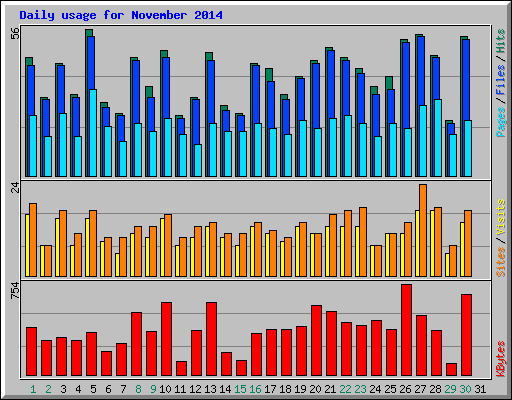 Daily usage for November 2014
56
Pages / Files / Hits
24
Sites / Visits
754
KBytes
1 2 3 4 5 6 7 8 9 10 11 12 13 14 15 16 17 18 19 20 21 22 23 24 25 26 27 28 29 30 31